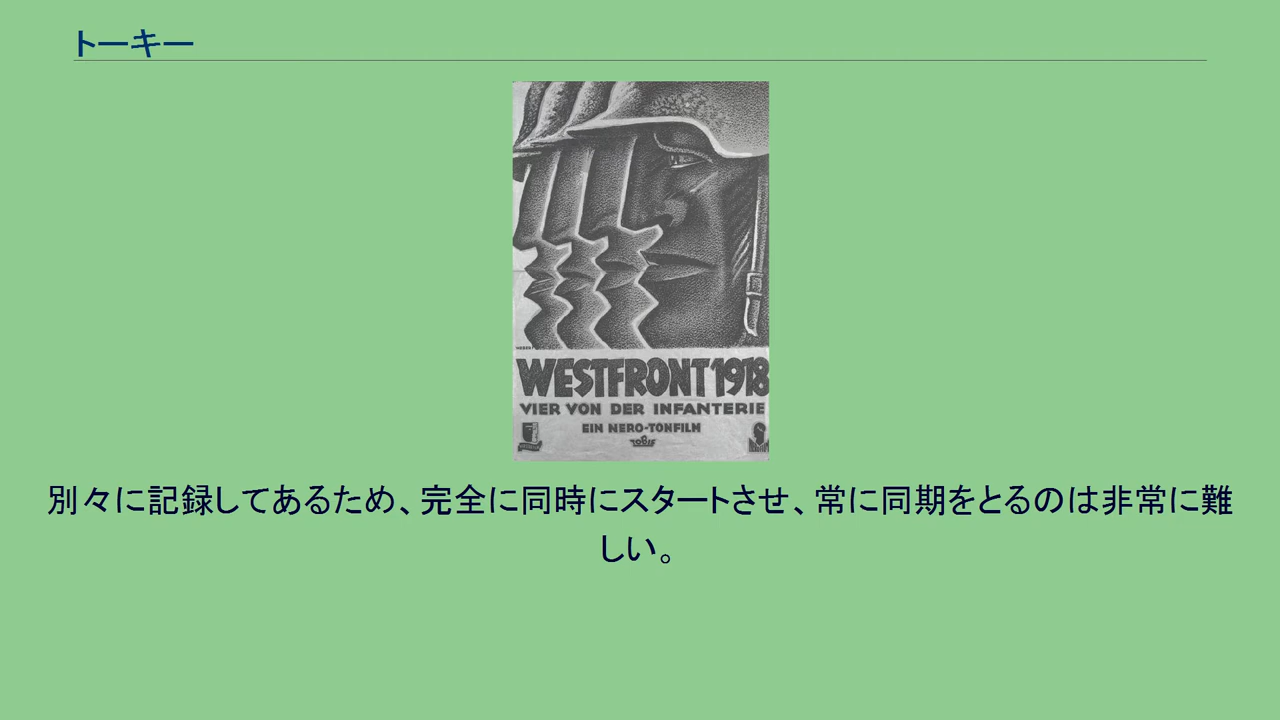 トーキー
WESTFRONT 1918
VIER VON DER INFANTERIE
EIN NERO-TONFILM
TOBIS
別々に記録してあるため、完全に同時にスタートさせ、常に同期をとるのは非常に難
しい。